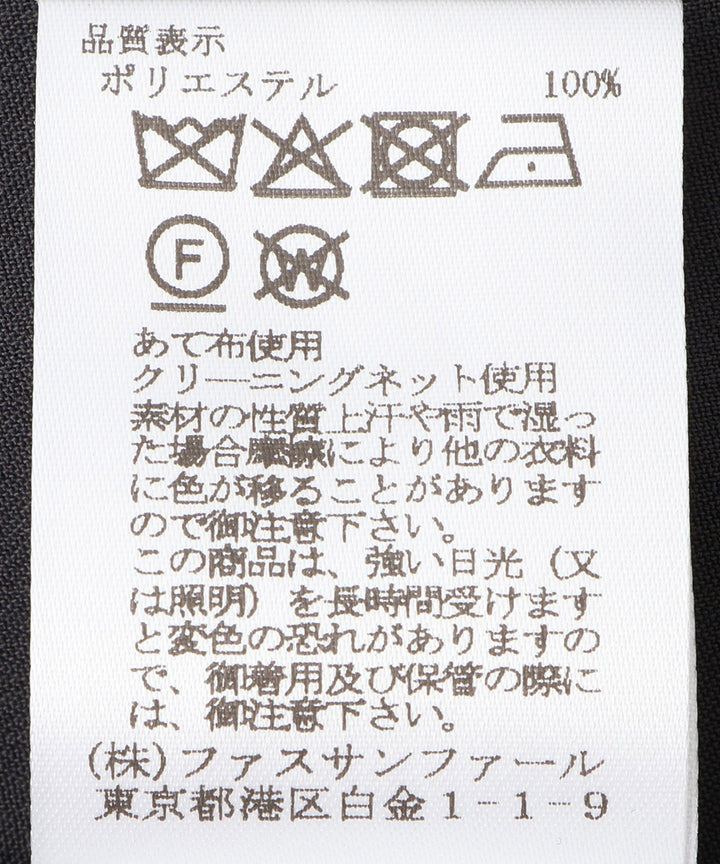 品質表示
ポリエステル 100%
F W
あて布使用
クリーニングネット使用
素材の性質上汗や雨で湿っ
た場合摩擦により他の衣料
に色が移ることがあります
ので御注意下さい。
この商品は、強い日光(又
は照明)を長時間受けます
と変色の恐れがありますの
で、御着用及び保管の際に
は、御注意下さい。
(株)ファスサンファール
東京都港区白金1-1-9